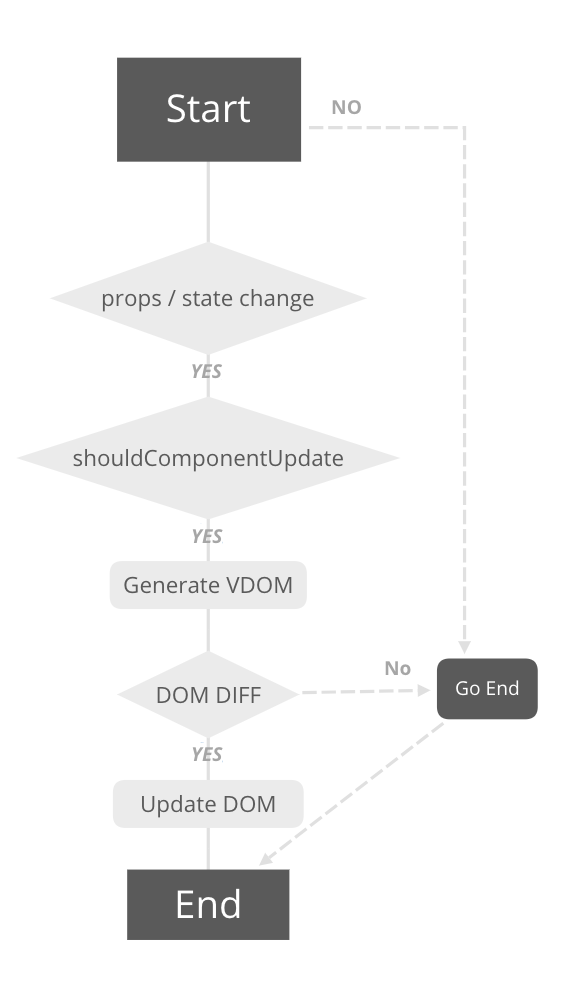 Start
NO
props / state change
YES
shouldComponentUpdate
YES
Generate VDOM
DOM DIFF
No
Go End
YES
Update DOM
End